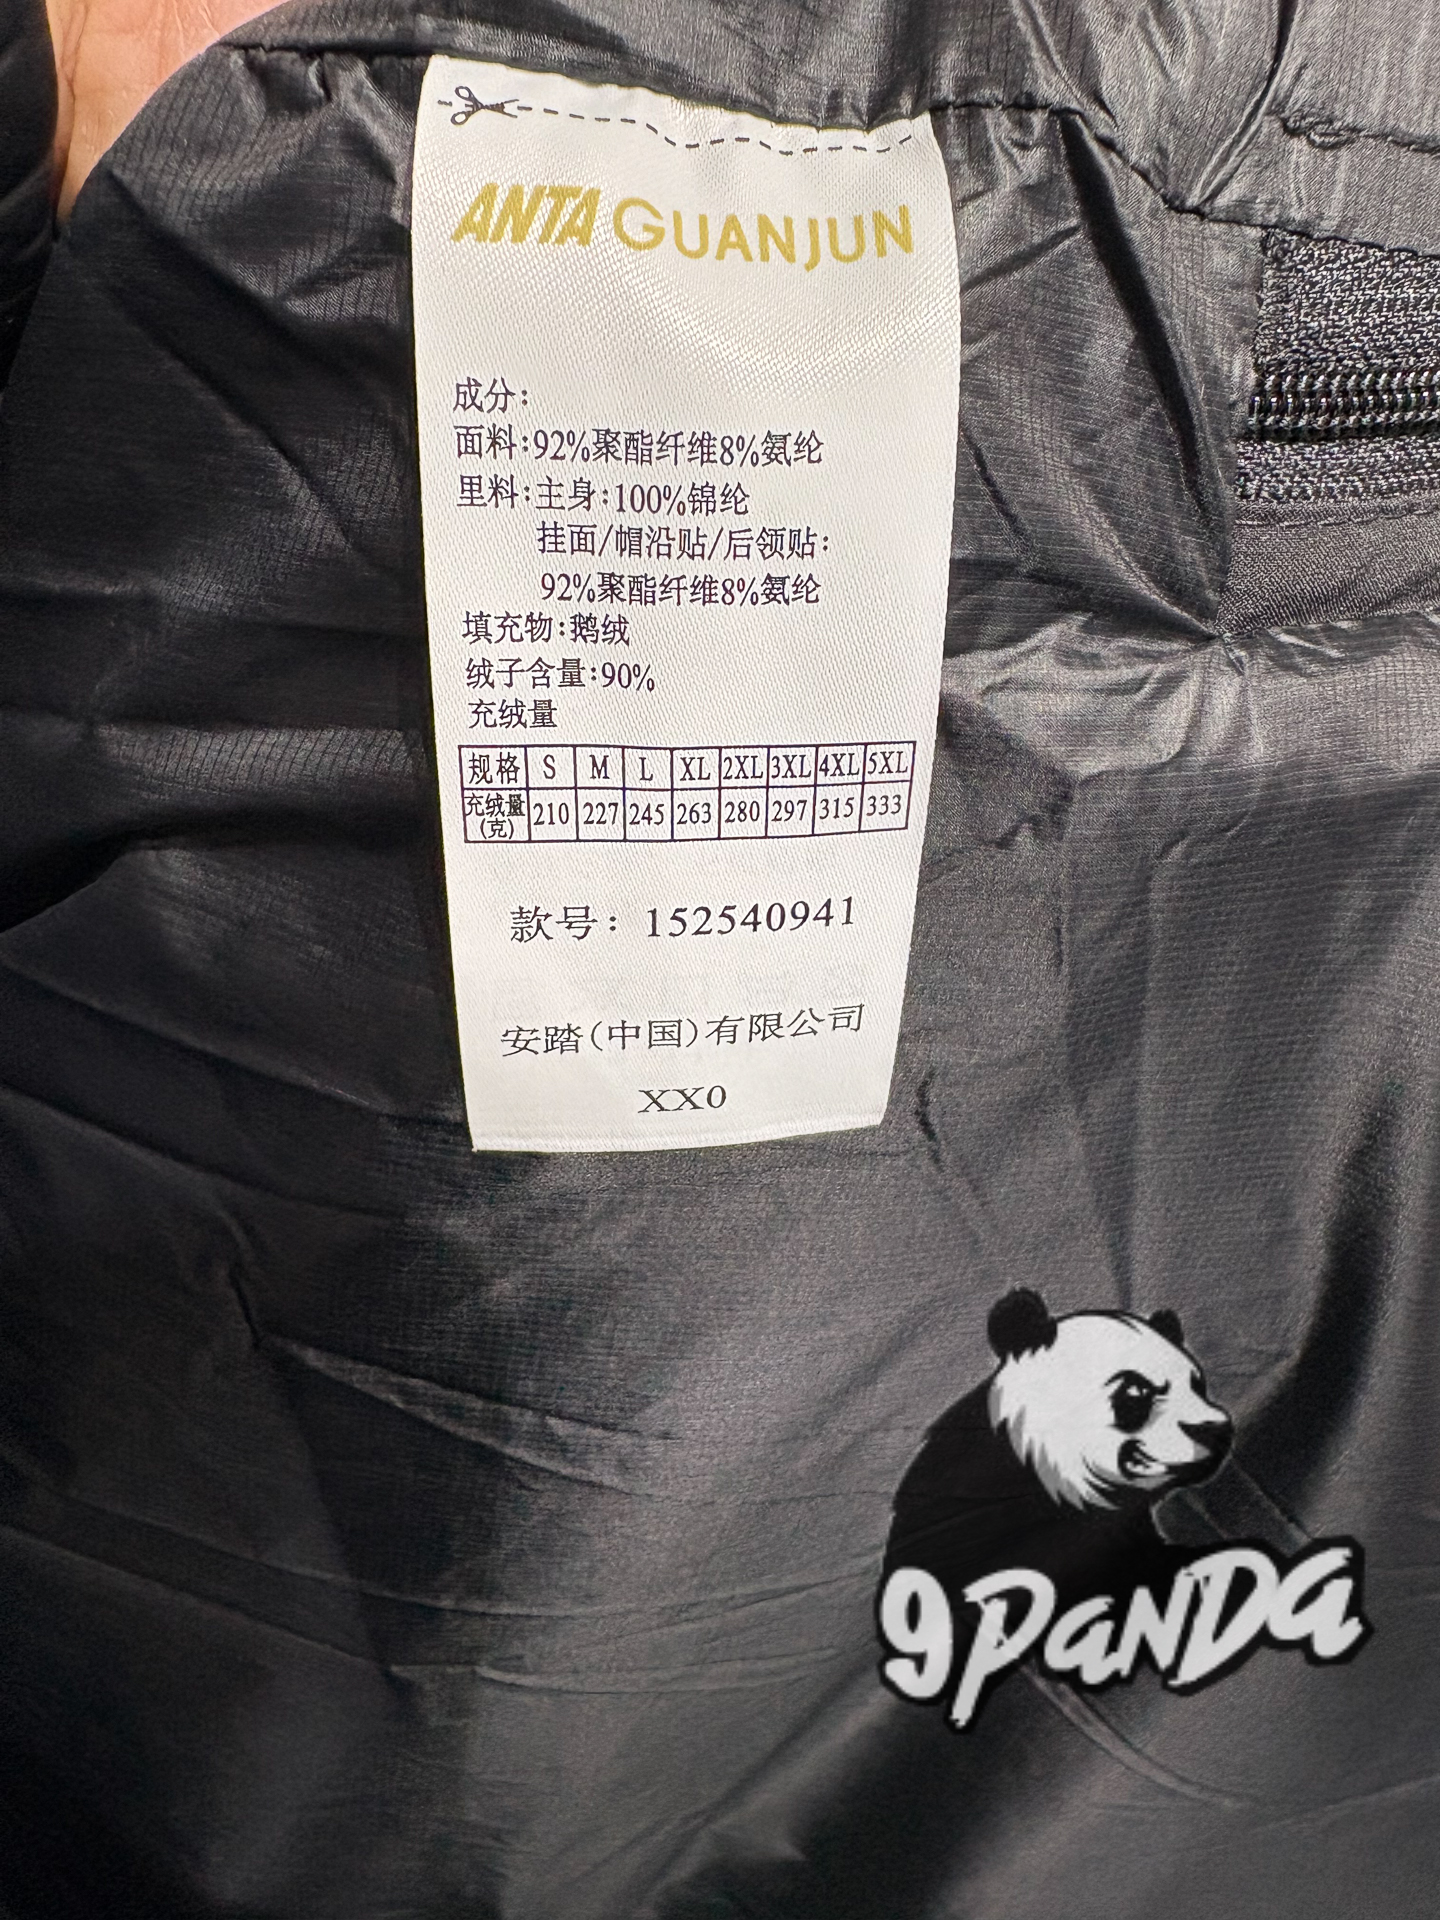 ANTA GUANJUN
成分:
面料:92%聚酯纤维8%氨纶
里料:主身:100%锦纶
挂面/帽沿贴/后领贴:
92%聚酯纤维8%氨纶
填充物:鹅绒
绒子含量:90%
充绒量
规格 S M L XL 2XL 3XL 4XL 5XL
充绒量(克) 210 227 245 263 280 297 315 333
款号: 152540941
安踏(中国)有限公司
XX0
9PANDA